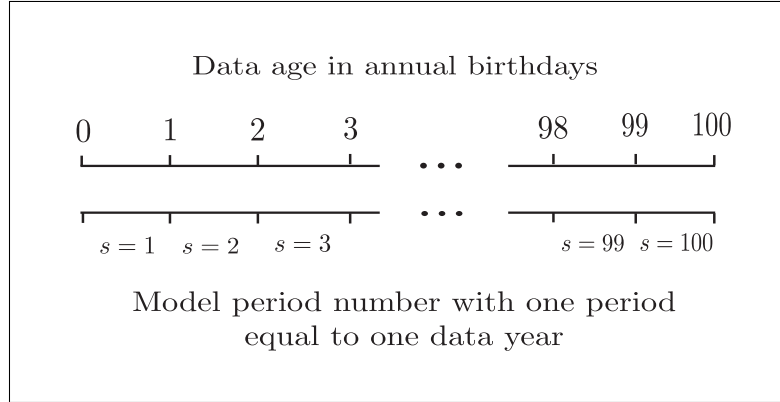 Data age in annual birthdays
0 1 2 3 98 99 100
• • •
• • •
s = 1 s = 2 s = 3 s = 99 s = 100
Model period number with one period
equal to one data year